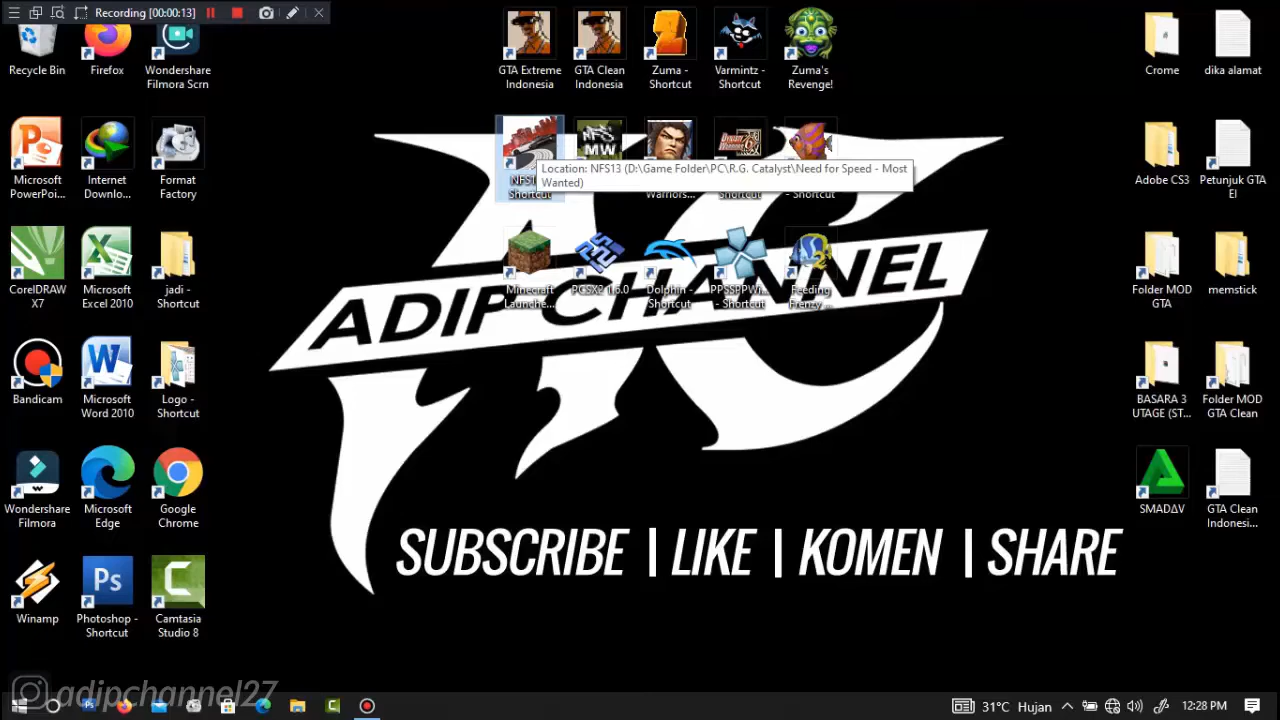 Recording [00:00:13]
Recycle Bin
Firefox
Wondershare
Filmora Scrn
GTA Extreme
Indonesia
GTA Clean
Indonesia
Zuma -
Shortcut
Varmintz -
Shortcut
Zuma's
Revenge!
Crome
dika alamat
Microsoft
PowerPoi...
Internet
Downlo...
Format
Factory
Location: NFS13 (D:\Game Folder\PC\R.G. Catalyst\Need for Speed - Most
Wanted)
Shortcut
Warriors...
Shortcut
- Shortcut
Adobe CS3
Petunjuk GTA
El
CorelDRAW
X7
Microsoft
Excel 2010
jadi -
Shortcut
Minecraft
Launche...
PCSX2 1.6.0
Dolphin -
Shortcut
PPSSPPWi...
- Shortcut
Feeding
Frenzy ...
Folder MOD
GTA
memstick
ADIP CHANNEL
Bandicam
Microsoft
Word 2010
Logo -
Shortcut
BASARA 3
UTAGE (ST...
Folder MOD
GTA Clean
Wondershare
Filmora
Microsoft
Edge
Google
Chrome
SMADΔV
GTA Clean
Indonesi...
SUBSCRIBE | LIKE | KOMEN | SHARE
Winamp
Photoshop -
Shortcut
Camtasia
Studio 8
adipchannel27
31°C Hujan
12:28 PM